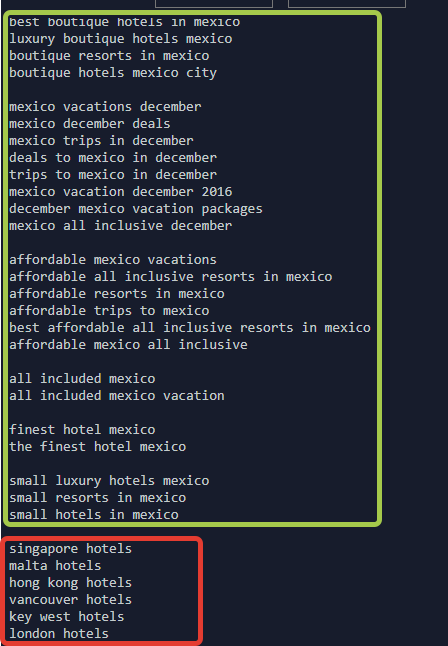 best boutique hotels in mexico
luxury boutique hotels mexico
boutique resorts in mexico
boutique hotels mexico city
mexico vacations december
mexico december deals
mexico trips in december
deals to mexico in december
trips to mexico in december
mexico vacation december 2016
december mexico vacation packages
mexico all inclusive december
affordable mexico vacations
affordable all inclusive resorts in mexico
affordable resorts in mexico
affordable trips to mexico
best affordable all inclusive resorts in mexico
affordable mexico all inclusive
all included mexico
all included mexico vacation
finest hotel mexico
the finest hotel mexico
small luxury hotels mexico
small resorts in mexico
small hotels in mexico
singapore hotels
malta hotels
hong kong hotels
vancouver hotels
key west hotels
london hotels